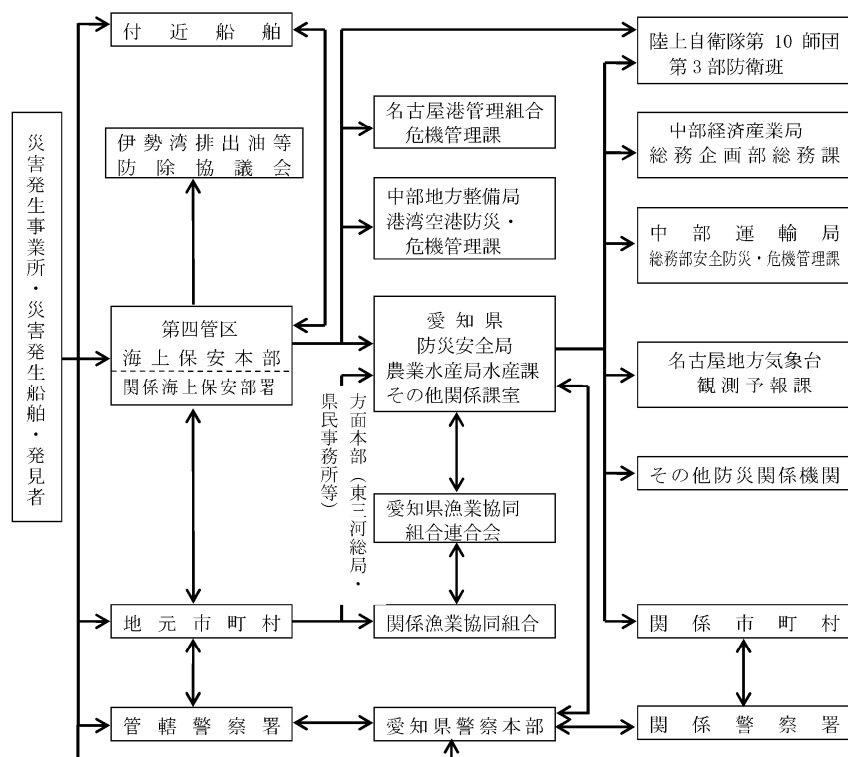 災害発生事業所・災害発生船舶・発見者
付近船舶
伊勢湾排出油等
防除協議会
第四管区
海上保安本部
関係海上保安部署
地元市町村
管轄警察署
名古屋港管理組合
危機管理課
中部地方整備局
港湾空港防災・
危機管理課
愛知県
防災安全局
農業水産局水産課
その他関係課室
方面本部（東三河総局・
県民事務所等）
愛知県漁業協同
組合連合会
関係漁業協同組合
愛知県警察本部
陸上自衛隊第 10 師団
第3部防衛班
中部経済産業局
総務企画部総務課
中部運輸局
総務部安全防災・危機管理課
名古屋地方気象台
観測予報課
その他防災関係機関
関係市町村
関係警察署